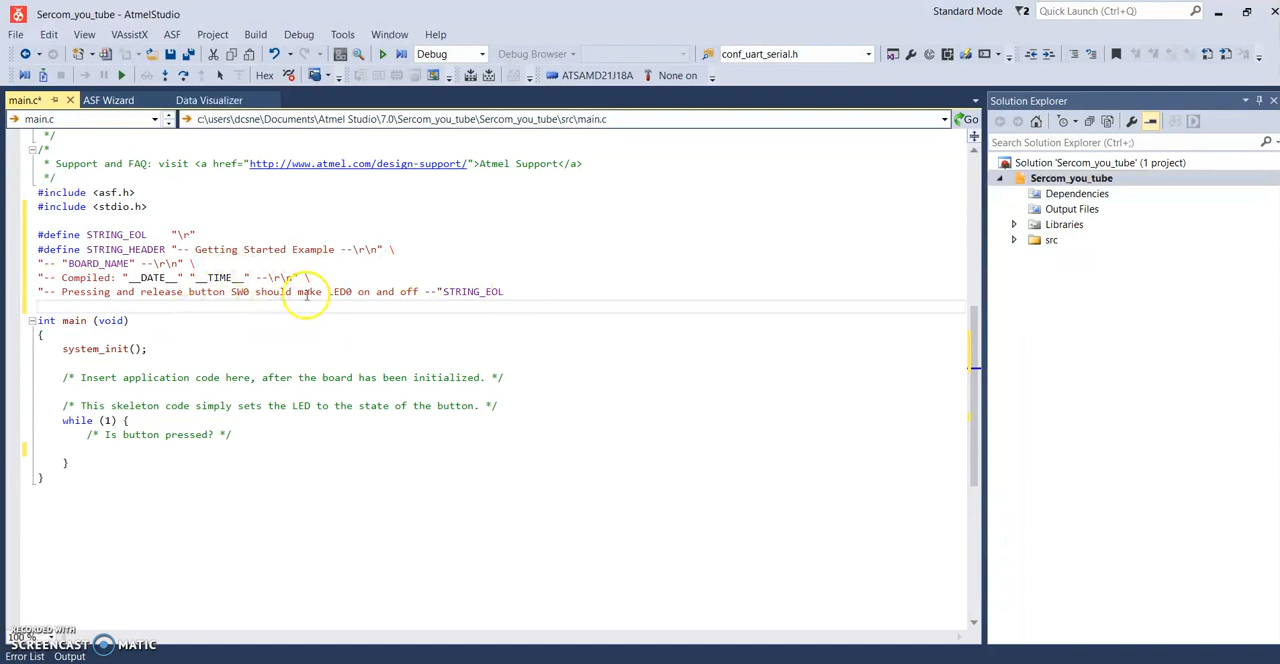 Sercom_you_tube - AtmelStudio
Standard Mode
2
Quick Launch (Ctrl+Q)
File Edit View VAssistX ASF Project Build Debug Tools Window Help
Debug
Debug Browser
conf_uart_serial.h
Hex
ATSAMD21J18A
None on
main.c*
ASF Wizard
Data Visualizer
main.c
c:\users\dcsne\Documents\Atmel Studio\7.0\Sercom_you_tube\Sercom_you_tube\src\main.c
Go
*/
/*
* Support and FAQ: visit <a href="http://www.atmel.com/design-support/">Atmel Support</a>
*/
#include <asf.h>
#include <stdio.h>
#define STRING_EOL "\r"
#define STRING_HEADER "-- Getting Started Example --\r\n" \
"-- "BOARD_NAME" --\r\n" \
"-- Compiled: "__DATE__" "__TIME__" --\r\n" \
"-- Pressing and release button SW0 should make LED0 on and off --"STRING_EOL
int main (void)
{
system_init();
/* Insert application code here, after the board has been initialized. */
/* This skeleton code simply sets the LED to the state of the button. */
while (1) {
/* Is button pressed? */
}
}
100 %
RECORDED WITH
SCREENCAST MATIC
Error List
Output
Solution Explorer
Search Solution Explorer (Ctrl+;)
Solution 'Sercom_you_tube' (1 project)
Sercom_you_tube
Dependencies
Output Files
Libraries
src